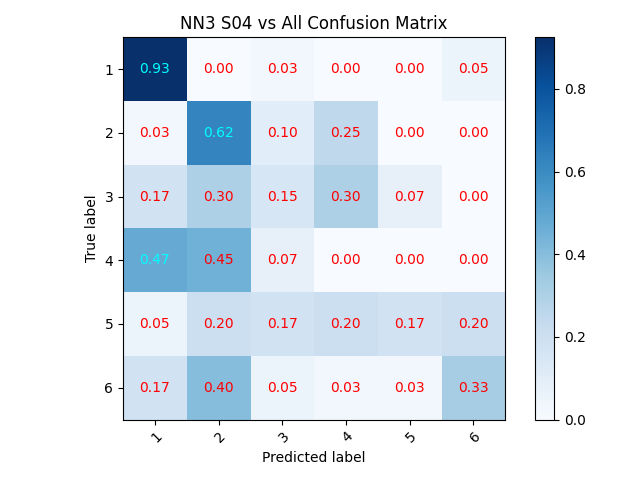 NN3 S04 vs All Confusion Matrix
True label
1 0.93 0.00 0.03 0.00 0.00 0.05
2 0.03 0.62 0.10 0.25 0.00 0.00
3 0.17 0.30 0.15 0.30 0.07 0.00
4 0.47 0.45 0.07 0.00 0.00 0.00
5 0.05 0.20 0.17 0.20 0.17 0.20
6 0.17 0.40 0.05 0.03 0.03 0.33
1 2 3 4 5 6
Predicted label
0.8
0.6
0.4
0.2
0.0